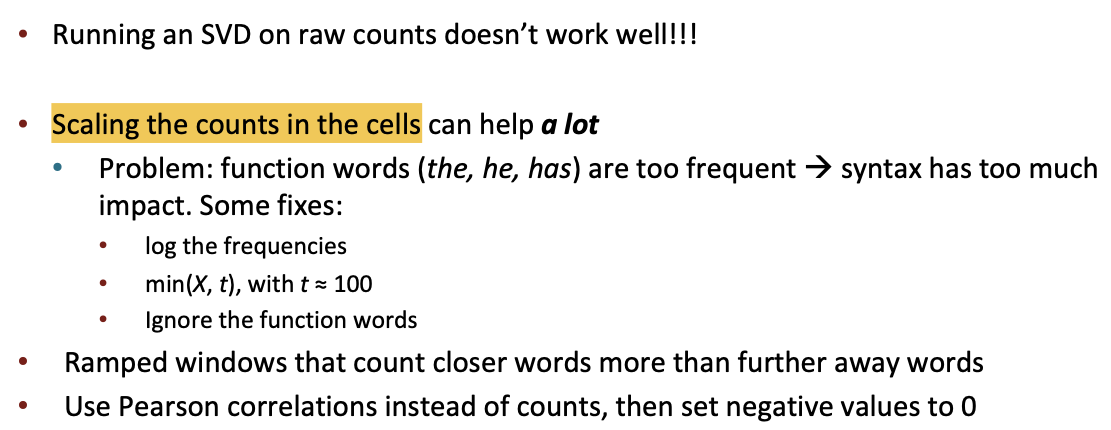 • Running an SVD on raw counts doesn’t work well!!!
• Scaling the counts in the cells can help a lot
• Problem: function words (the, he, has) are too frequent → syntax has too much
impact. Some fixes:
• log the frequencies
• min(X, t), with t ≈ 100
• Ignore the function words
• Ramped windows that count closer words more than further away words
• Use Pearson correlations instead of counts, then set negative values to 0